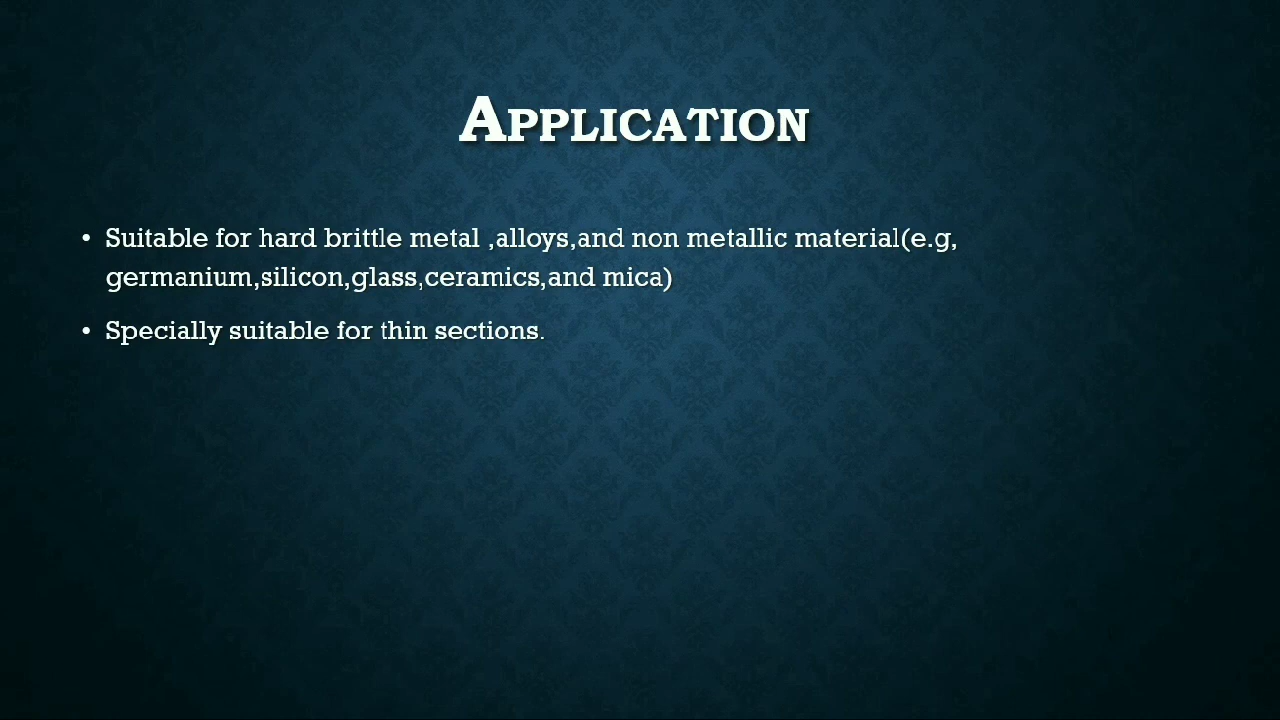 APPLICATION
• Suitable for hard brittle metal ,alloys,and non metallic material(e.g,
germanium,silicon,glass,ceramics,and mica)
• Specially suitable for thin sections.